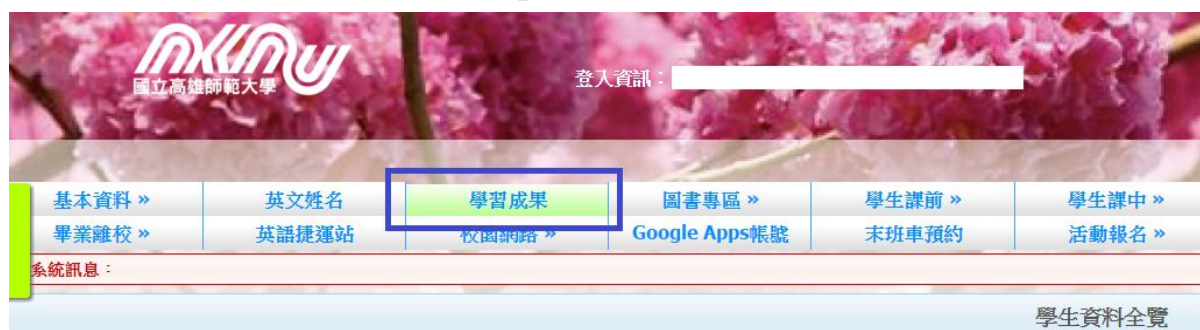 nknu
國立高雄師範大學
登入資訊：
基本資料 » 英文姓名 學習成果 圖書專區 » 學生課前 » 學生課中 »
畢業離校 » 英語捷運站 校園網路 » Google Apps帳號 末班車預約 活動報名 »
系統訊息：
學生資料全覽